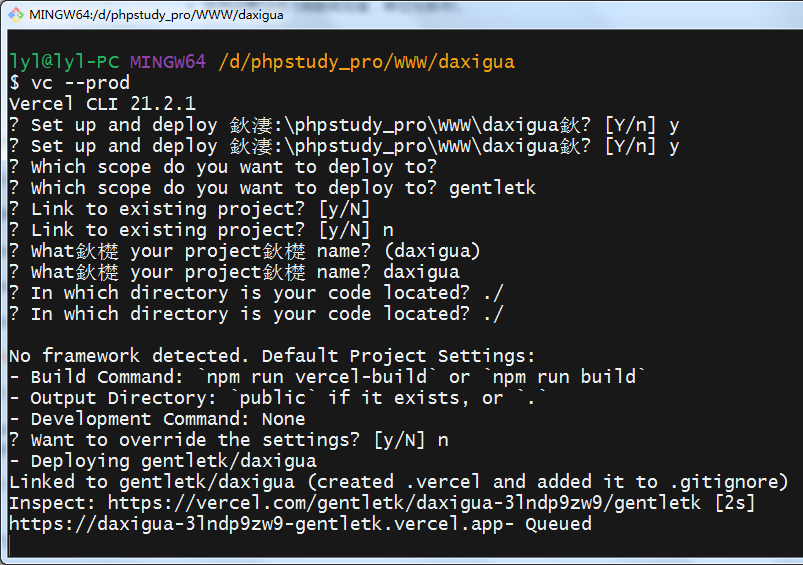 MINGW64:/d/phpstudy_pro/WWW/daxigua
lyl@lyl-PC MINGW64 /d/phpstudy_pro/WWW/daxigua
$ vc --prod
Vercel CLI 21.2.1
? Set up and deploy 鈥淒:\phpstudy_pro\WWW\daxigua鈥? [Y/n] y
? Set up and deploy 鈥淒:\phpstudy_pro\WWW\daxigua鈥? [Y/n] y
? Which scope do you want to deploy to?
? Which scope do you want to deploy to? gentletk
? Link to existing project? [y/N]
? Link to existing project? [y/N] n
? What鈥檚 your project鈥檚 name? (daxigua)
? What鈥檚 your project鈥檚 name? daxigua
? In which directory is your code located? ./
? In which directory is your code located? ./
No framework detected. Default Project Settings:
- Build Command: `npm run vercel-build` or `npm run build`
- Output Directory: `public` if it exists, or `.`
- Development Command: None
? Want to override the settings? [y/N] n
- Deploying gentletk/daxigua
Linked to gentletk/daxigua (created .vercel and added it to .gitignore)
Inspect: https://vercel.com/gentletk/daxigua-3lndp9zw9/gentletk [2s]
https://daxigua-3lndp9zw9-gentletk.vercel.app- Queued